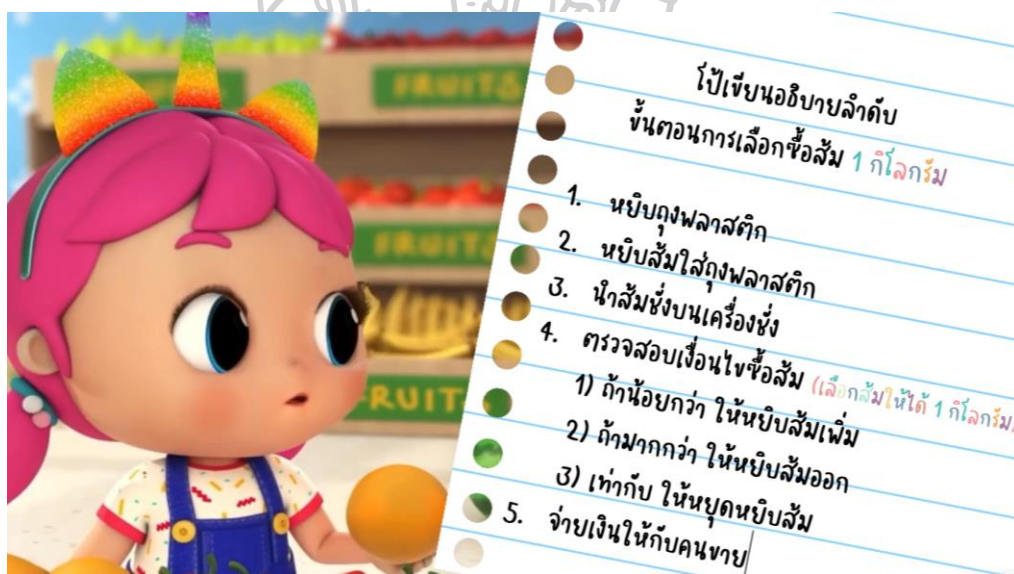 FRUITS
FRUITS
FRUITS
FRUITS
โป้เขียนอธิบายลำดับ
ขั้นตอนการเลือกซื้อส้ม 1 กิโลกรัม
1. หยิบถุงพลาสติก
2. หยิบส้มใส่ถุงพลาสติก
3. นำส้มชั่งบนเครื่องชั่ง
4. ตรวจสอบเงื่อนไขซื้อส้ม (เลือกส้มให้ได้ 1 กิโลกรัม)
1) ถ้าน้อยกว่า ให้หยิบส้มเพิ่ม
2) ถ้ามากกว่า ให้หยิบส้มออก
3) เท่ากับ ให้หยุดหยิบส้ม
5. จ่ายเงินให้กับคนขาย